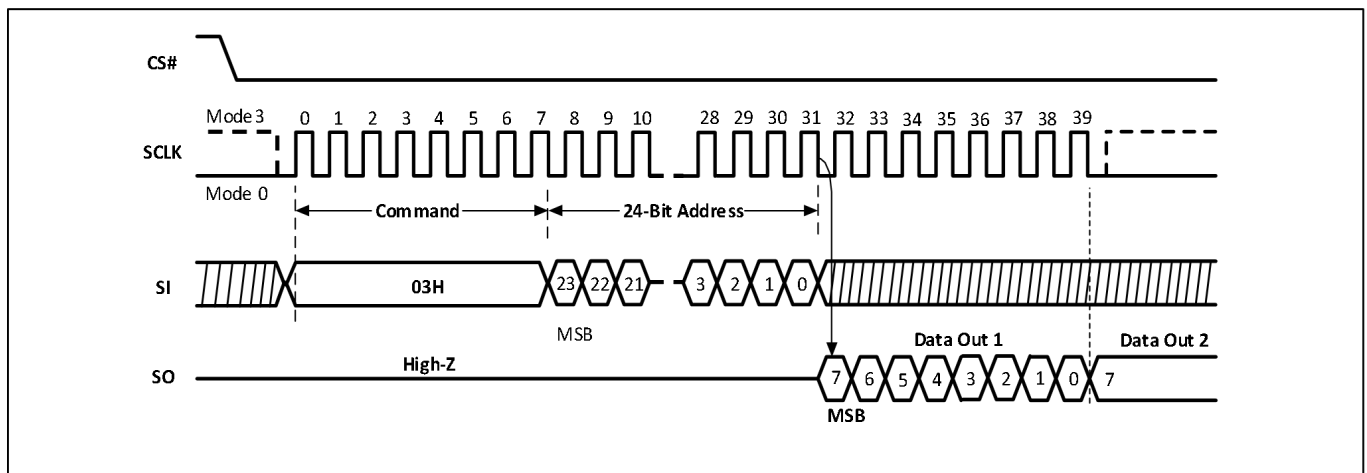 CS#
Mode 3
0 1 2 3 4 5 6 7 8 9 10 28 29 30 31 32 33 34 35 36 37 38 39
SCLK
Mode 0
Command 24-Bit Address
SI 03H 23 22 21 3 2 1 0
MSB
Data Out 1 Data Out 2
High-Z
SO 7 6 5 4 3 2 1 0 7
MSB